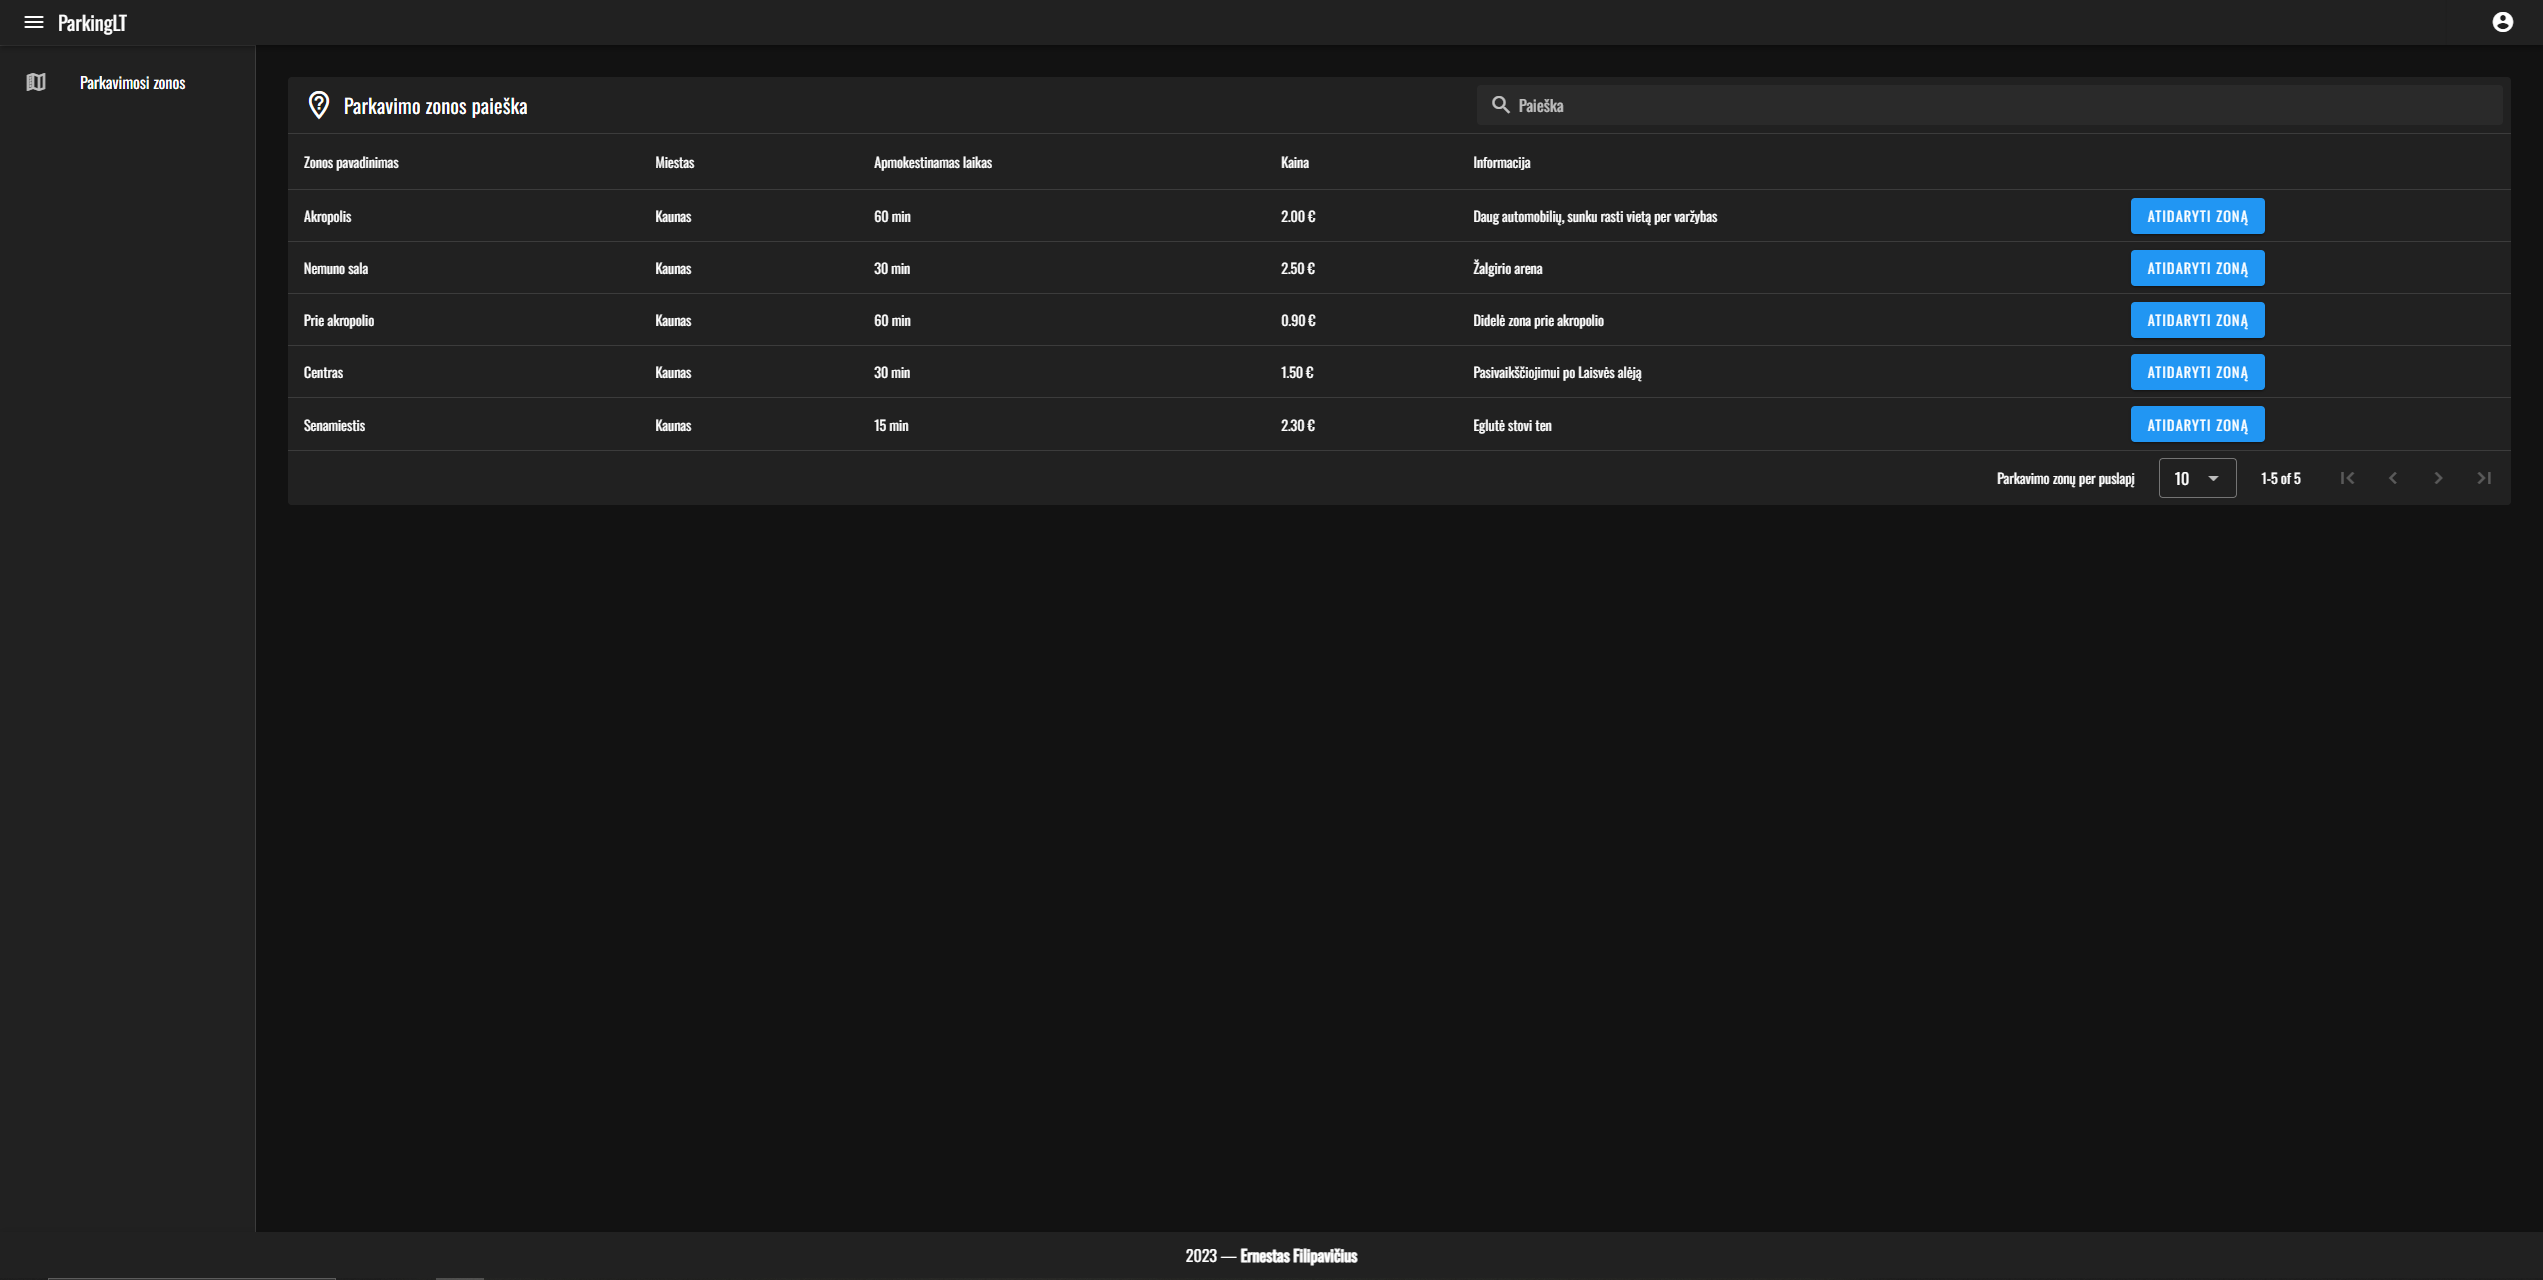 ParkingLT
Parkavimosi zonos
Parkavimo zonos paieška
Paieška
Zonos pavadinimas Miestas Apmokestinamas laikas Kaina Informacija
Akropolis Kaunas 60 min 2.00 € Daug automobilių, sunku rasti vietą per varžybas ATIDARYTI ZONĄ
Nemuno sala Kaunas 30 min 2.50 € Žalgirio arena ATIDARYTI ZONĄ
Prie akropolio Kaunas 60 min 0.90 € Didelė zona prie akropolio ATIDARYTI ZONĄ
Centras Kaunas 30 min 1.50 € Pasivaikščiojimui po Laisvės alėją ATIDARYTI ZONĄ
Senamiestis Kaunas 15 min 2.30 € Eglutė stovi ten ATIDARYTI ZONĄ
Parkavimo zonų per puslapį 10 1-5 of 5
2023 — Ernestas Filipavičius